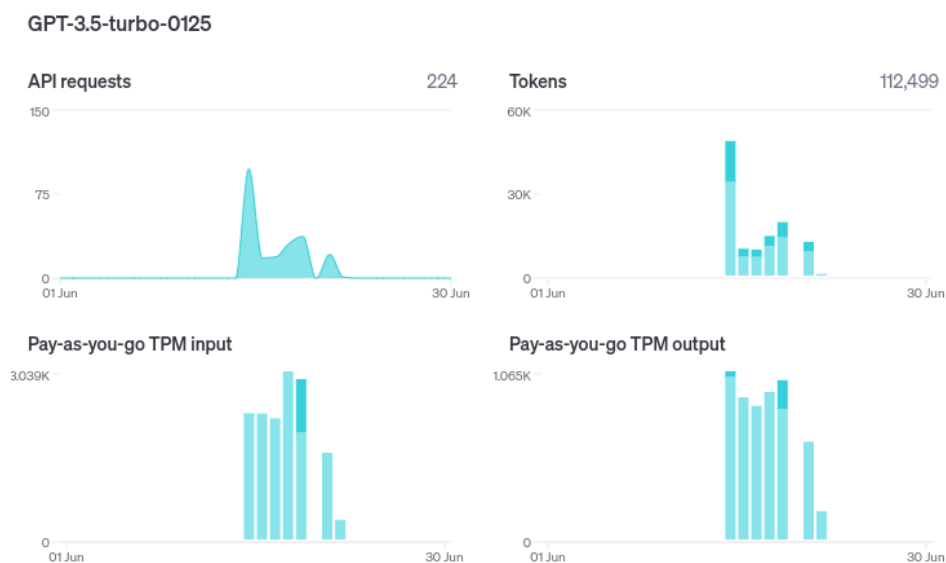 GPT-3.5-turbo-0125
API requests 224
150
75
0
01 Jun 30 Jun
Tokens 112,499
60K
30K
0
01 Jun 30 Jun
Pay-as-you-go TPM input
3.039K
0
01 Jun 30 Jun
Pay-as-you-go TPM output
1.065K
0
01 Jun 30 Jun